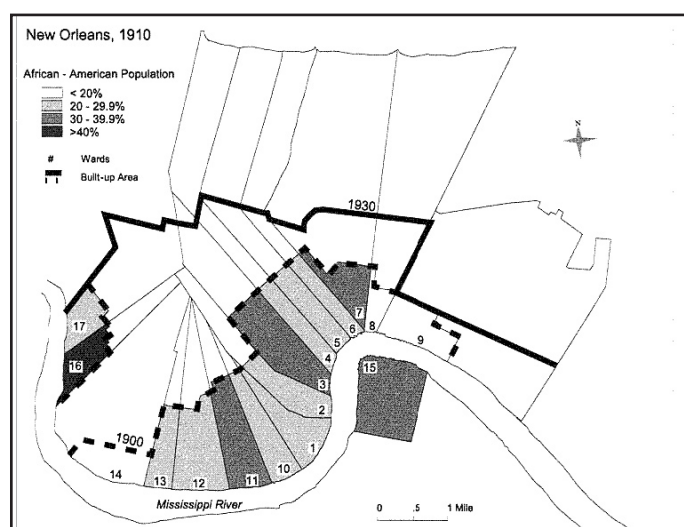 New Orleans, 1910
African - American Population
< 20%
20 - 29.9%
30 - 39.9%
>40%
# Wards
Built-up Area
N
1930
17
16
7
8
6
5
4
9
15
3
2
1900
1
14
13
12
11
10
Mississippi River
0 .5 1 Mile